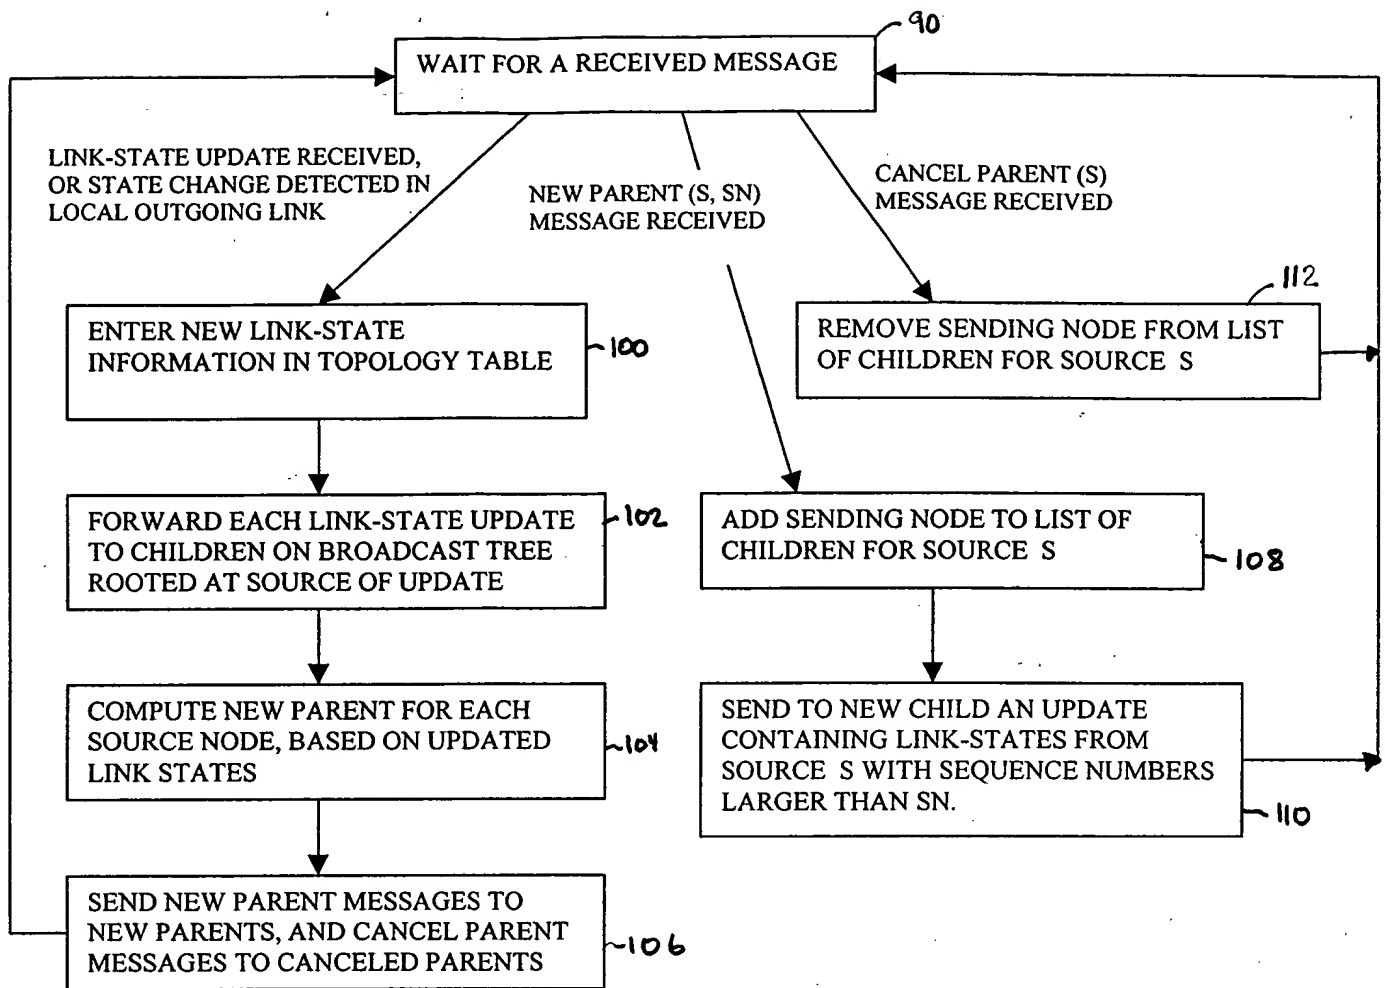 90
WAIT FOR A RECEIVED MESSAGE
LINK-STATE UPDATE RECEIVED,
OR STATE CHANGE DETECTED IN
LOCAL OUTGOING LINK
NEW PARENT (S, SN)
MESSAGE RECEIVED
CANCEL PARENT (S)
MESSAGE RECEIVED
ENTER NEW LINK-STATE
INFORMATION IN TOPOLOGY TABLE
100
112
REMOVE SENDING NODE FROM LIST
OF CHILDREN FOR SOURCE S
FORWARD EACH LINK-STATE UPDATE
TO CHILDREN ON BROADCAST TREE
ROOTED AT SOURCE OF UPDATE
102
ADD SENDING NODE TO LIST OF
CHILDREN FOR SOURCE S
108
COMPUTE NEW PARENT FOR EACH
SOURCE NODE, BASED ON UPDATED
LINK STATES
104
SEND TO NEW CHILD AN UPDATE
CONTAINING LINK-STATES FROM
SOURCE S WITH SEQUENCE NUMBERS
LARGER THAN SN.
110
SEND NEW PARENT MESSAGES TO
NEW PARENTS, AND CANCEL PARENT
MESSAGES TO CANCELED PARENTS
106